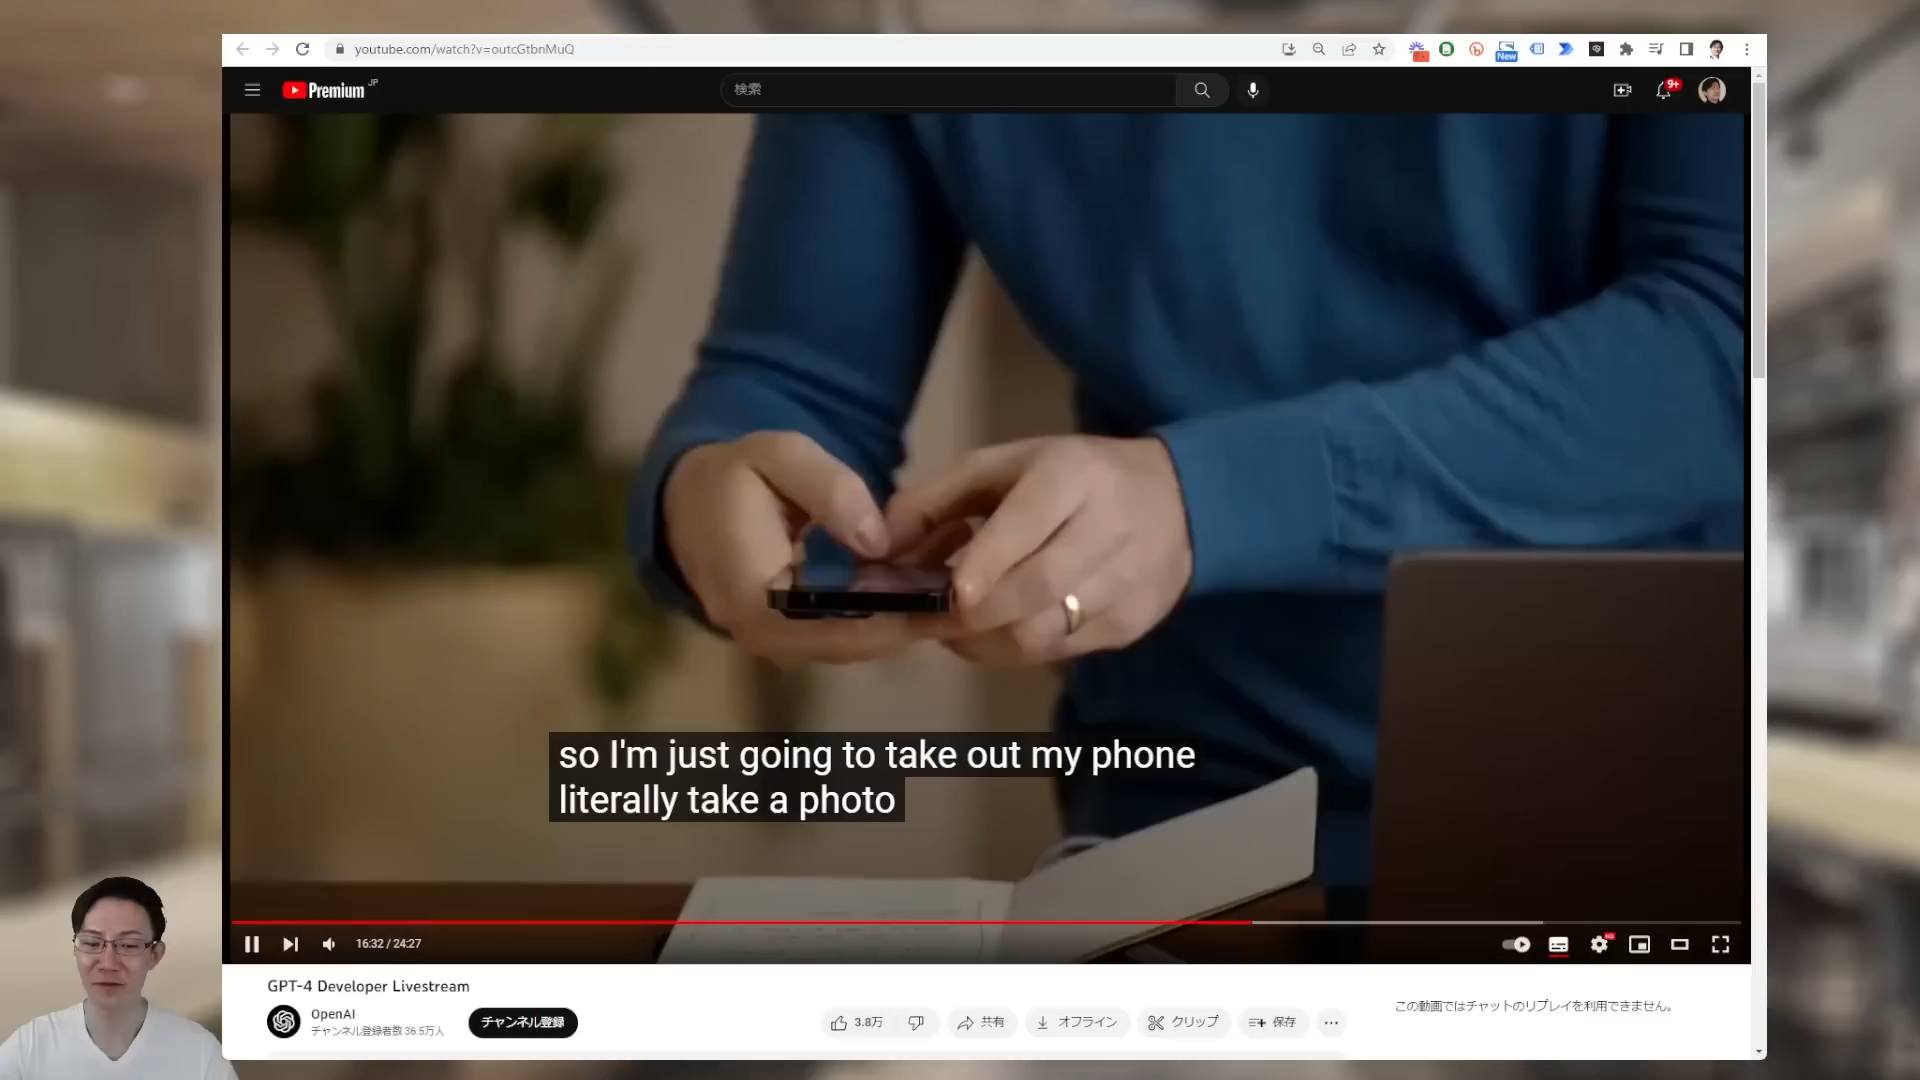 youtube.com/watch?v=outcGtbnMuQ
New
Premium JP
検索
9+
so I'm just going to take out my phone
literally take a photo
16:32 / 24:27
HD
GPT-4 Developer Livestream
OpenAI
チャンネル登録者数 36.5万人
チャンネル登録
3.8万
共有
オフライン
クリップ
保存
この動画ではチャットのリプレイを利用できません。